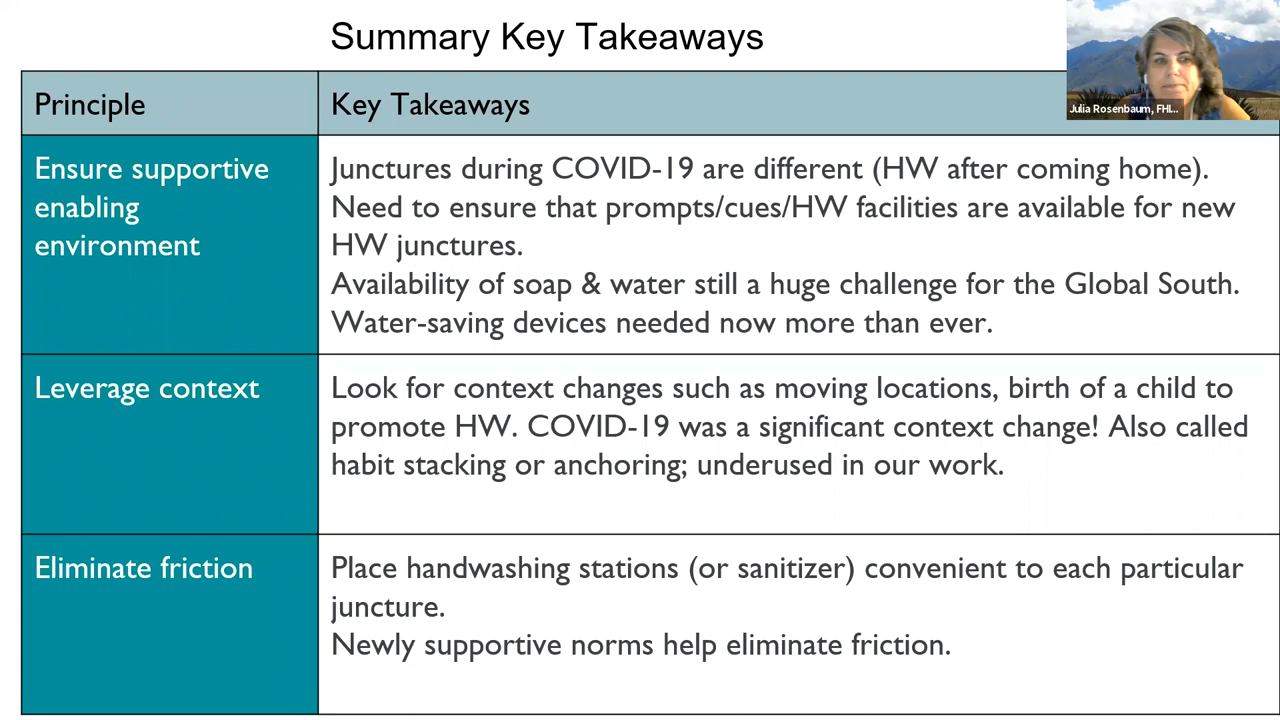 Summary Key Takeaways
Julia Rosenbaum, FHI...
Principle
Key Takeaways
Ensure supportive
enabling
environment
Junctures during COVID-19 are different (HW after coming home).
Need to ensure that prompts/cues/HW facilities are available for new
HW junctures.
Availability of soap & water still a huge challenge for the Global South.
Water-saving devices needed now more than ever.
Leverage context
Look for context changes such as moving locations, birth of a child to
promote HW. COVID-19 was a significant context change! Also called
habit stacking or anchoring; underused in our work.
Eliminate friction
Place handwashing stations (or sanitizer) convenient to each particular
juncture.
Newly supportive norms help eliminate friction.